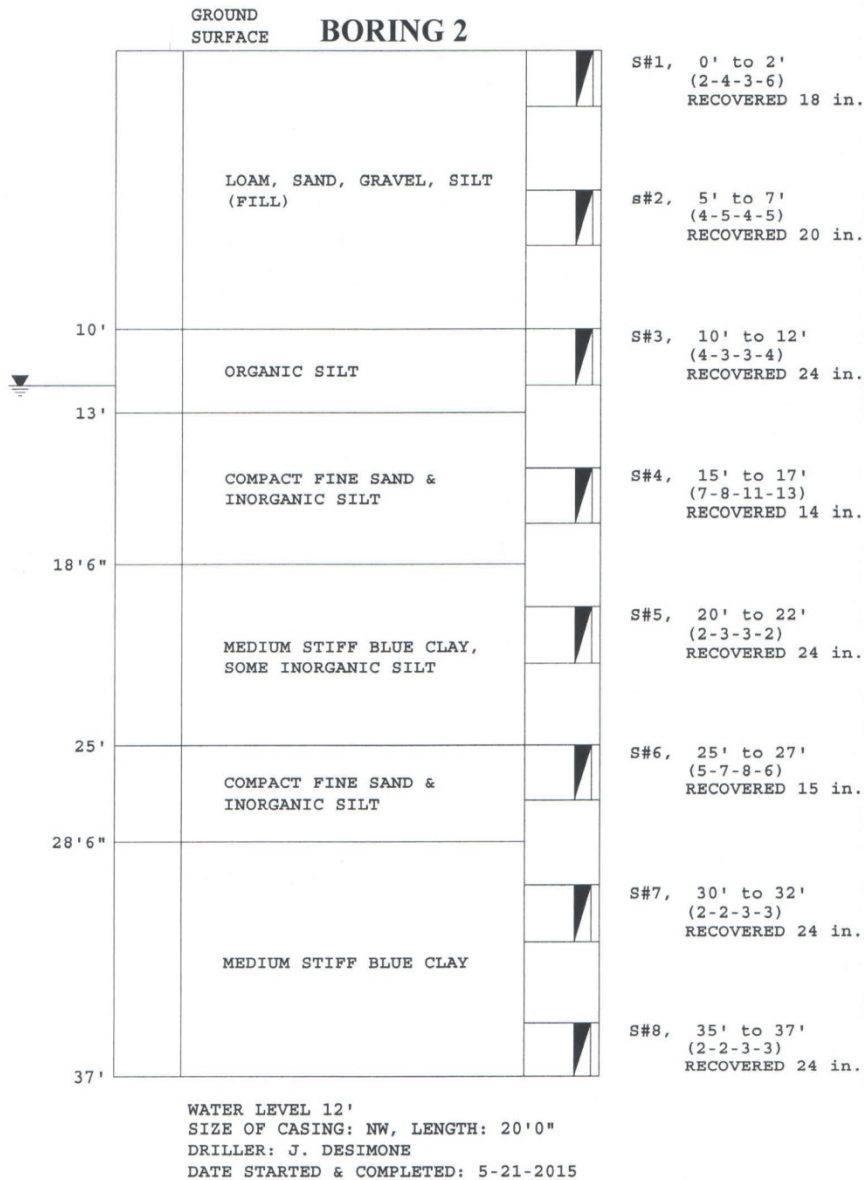 GROUND
SURFACE
BORING 2
S#1, 0' to 2'
(2-4-3-6)
RECOVERED 18 in.
LOAM, SAND, GRAVEL, SILT
(FILL)
s#2, 5' to 7'
(4-5-4-5)
RECOVERED 20 in.
10'
S#3, 10' to 12'
(4-3-3-4)
RECOVERED 24 in.
ORGANIC SILT
13'
COMPACT FINE SAND &
INORGANIC SILT
S#4, 15' to 17'
(7-8-11-13)
RECOVERED 14 in.
18'6"
S#5, 20' to 22'
(2-3-3-2)
RECOVERED 24 in.
MEDIUM STIFF BLUE CLAY,
SOME INORGANIC SILT
25'
S#6, 25' to 27'
(5-7-8-6)
RECOVERED 15 in.
COMPACT FINE SAND &
INORGANIC SILT
28'6"
S#7, 30' to 32'
(2-2-3-3)
RECOVERED 24 in.
MEDIUM STIFF BLUE CLAY
S#8, 35' to 37'
(2-2-3-3)
RECOVERED 24 in.
37'
WATER LEVEL 12'
SIZE OF CASING: NW, LENGTH: 20'0"
DRILLER: J. DESIMONE
DATE STARTED & COMPLETED: 5-21-2015